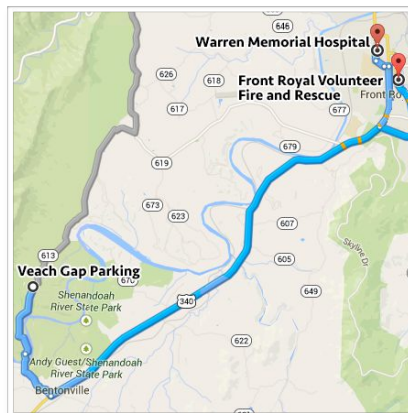 646
Warren Memorial Hospital
626
618
Front Royal Volunteer
Fire and Rescue
Front Ro
617
677
679
619
673
623
607
Skyline Dr
613
605
Veach Gap Parking
670
649
Shenandoah
River State Park
340
622
Andy Guest/Shenandoah
River State Park
Bentonville